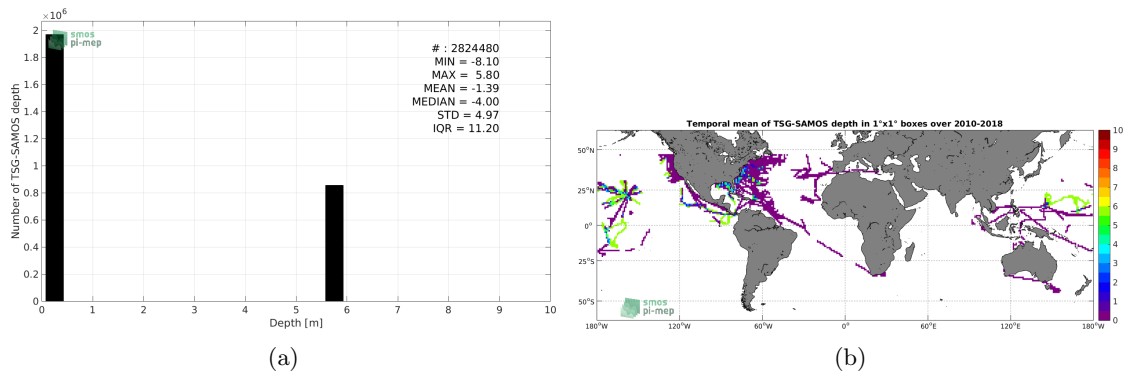 ×10⁶
2
1.8
1.6
1.4
1.2
1
0.8
0.6
0.4
0.2
0
Number of TSG-SAMOS depth
smos
pi-mep
# : 2824480
MIN = -8.10
MAX = 5.80
MEAN = -1.39
MEDIAN = -4.00
STD = 4.97
IQR = 11.20
0 1 2 3 4 5 6 7 8 9 10
Depth [m]
(a)
Temporal mean of TSG-SAMOS depth in 1°x1° boxes over 2010-2018
50°N
25°N
0°
25°S
50°S
smos
pi-mep
180°W 120°W 60°W 0° 60°E 120°E 180°W
10
9
8
7
6
5
4
3
2
1
0
(b)